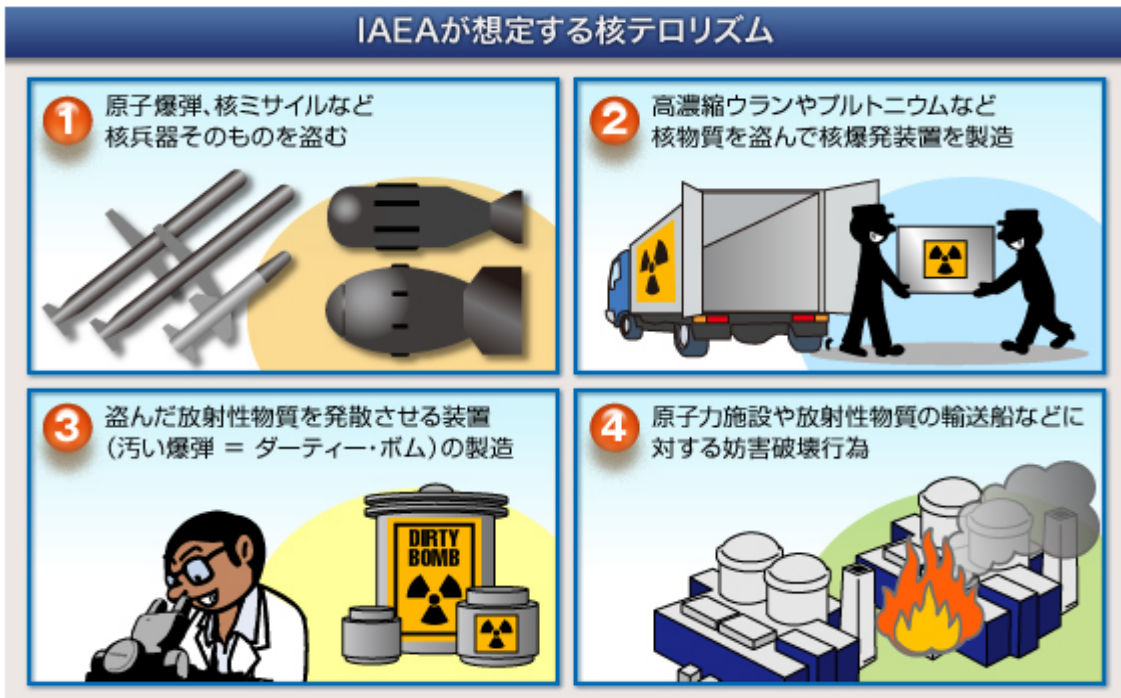 IAEAが想定する核テロリズム
1
原子爆弾、核ミサイルなど
核兵器そのものを盗む
2
高濃縮ウランやプルトニウムなど
核物質を盗んで核爆発装置を製造
3
盗んだ放射性物質を発散させる装置
(汚い爆弾 = ダーティー・ボム)の製造
DIRTY
BOMB
4
原子力施設や放射性物質の輸送船などに
対する妨害破壊行為